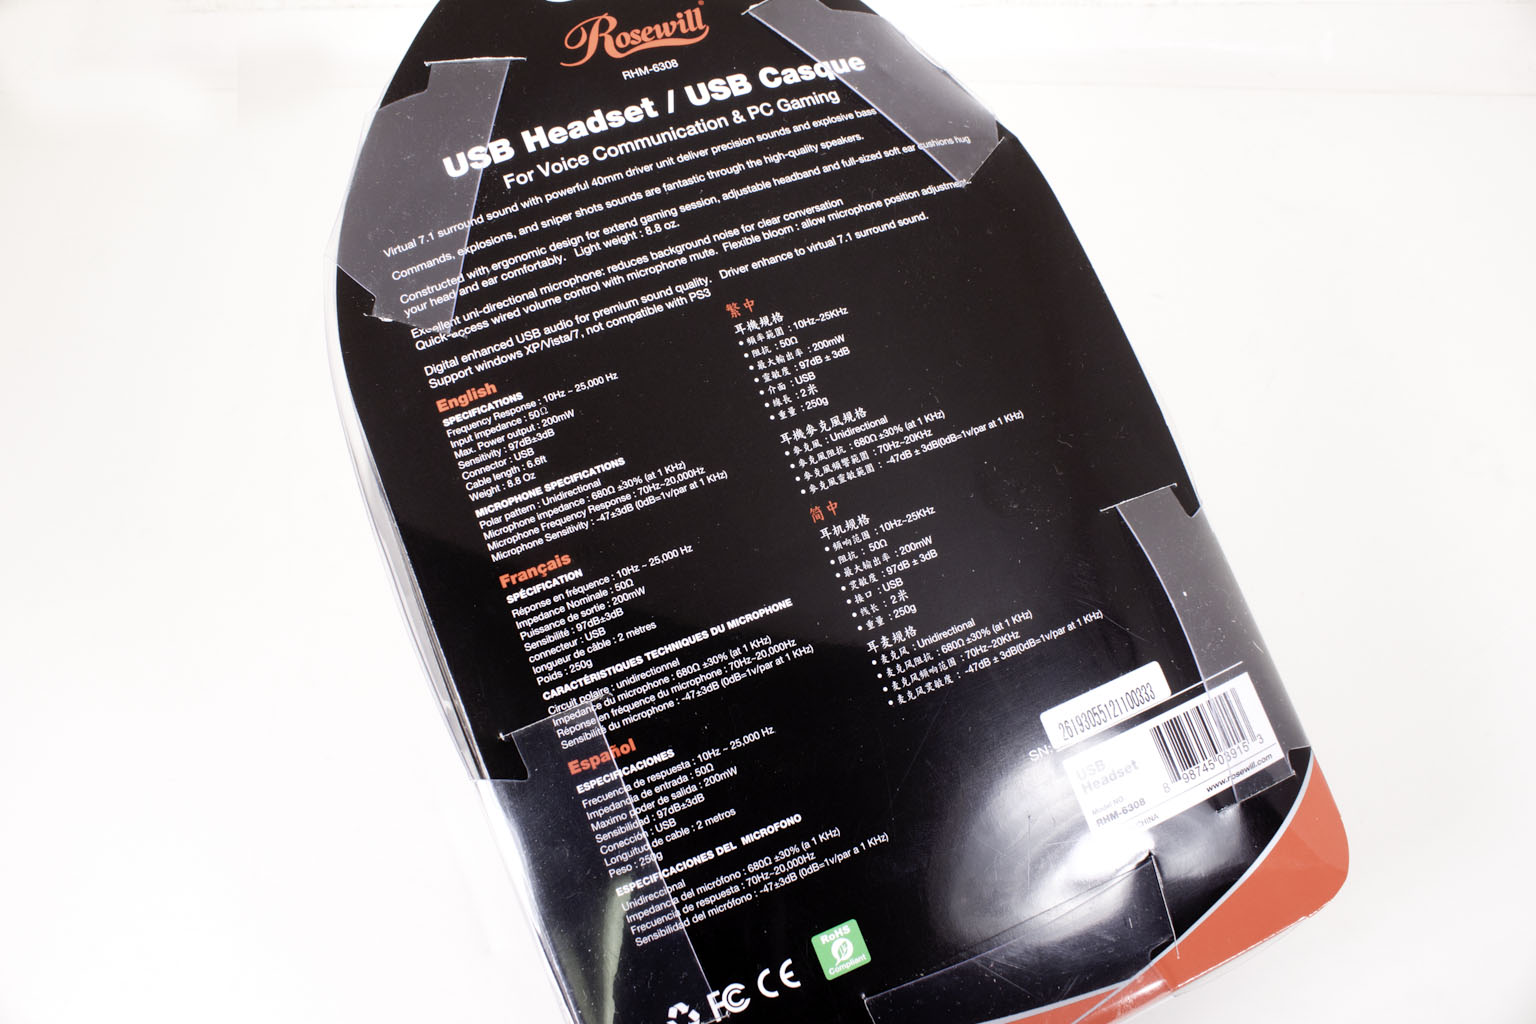 Rosewill
RHM-6308
USB Headset / USB Casque
For Voice Communication & PC Gaming
Virtual 7.1 surround sound with powerful 40mm driver unit deliver precision sounds and explosive bass
Commands, explosions, and sniper shots sounds are fantastic through the high-quality speakers.
Constructed with ergonomic design for extend gaming session, adjustable headband and full-sized soft ear cushions hug
your head and ear comfortably. Light weight : 8.8 oz.
Excellent uni-directional microphone: reduces background noise for clear conversation
Quick-access wired volume control with microphone mute. Flexible bloom : allow microphone position adjustment.
Digital enhanced USB audio for premium sound quality. Driver enhance to virtual 7.1 surround sound.
Support windows XP/Vista/7, not compatible with PS3
English
SPECIFICATIONS
Frequency Response : 10Hz ~ 25,000 Hz
Input impedance : 50Ω
Max. Power output : 200mW
Sensitivity : 97dB±3dB
Connector : USB
Cable length : 6.6ft
Weight : 8.8 Oz
MICROPHONE SPECIFICATIONS
Polar pattern : Unidirectional
Microphone impedance : 680Ω ±30% (at 1 KHz)
Microphone Frequency Response : 70Hz~20,000Hz
Microphone Sensitivity : -47±3dB (0dB=1v/par at 1 KHz)
Français
SPÉCIFICATION
Réponse en fréquence : 10Hz ~ 25,000 Hz
Impedance Nominale : 50Ω
Puissance de sortie : 200mW
Sensibilité : 97dB±3dB
connecteur : USB
longueur de câble : 2 mètres
Poids : 250g
CARACTÉRISTIQUES TECHNIQUES DU MICROPHONE
Circuit polaire : unidirectionnel
Impedance du microphone : 680Ω ±30% (at 1 KHz)
Réponse en fréquence du microphone : 70Hz~20,000Hz
Sensibilité du microphone : -47±3dB (0dB=1v/par at 1 KHz)
Español
ESPECIFICACIONES
Frecuencia de respuesta : 10Hz ~ 25,000 Hz
Impedancia de entrada : 50Ω
Maximo poder de salida : 200mW
Sensibilidad : 97dB±3dB
Conección : USB
Longuitud de cable : 2 metros
Peso : 250g
ESPECIFICACIONES DEL MICROFONO
Unidireccional
Impedancia del micrófono : 680Ω ±30% (a 1 KHz)
Frecuencia de respuesta : 70Hz~20,000Hz
Sensibilidad del micrófono : -47±3dB (0dB=1v/par a 1 KHz)
繁中
耳機規格
• 頻率範圍 : 10Hz~25KHz
• 阻抗 : 50Ω
• 最大輸出率 : 200mW
• 靈敏度 : 97dB ± 3dB
• 介面 : USB
• 線長 : 2米
• 重量 : 250g
耳機麥克風規格
• 麥克風 : Unidirectional
• 麥克風阻抗 : 680Ω ±30% (at 1 KHz)
• 麥克風頻響範圍 : 70Hz~20KHz
• 麥克風靈敏範圍 : -47dB ± 3dB(0dB=1v/par at 1 KHz)
简中
耳机规格
• 频响范围 : 10Hz~25KHz
• 阻抗 : 50Ω
• 最大输出率 : 200mW
• 灵敏度 : 97dB ± 3dB
• 接口 : USB
• 线长 : 2米
• 重量 : 250g
耳麦规格
• 麦克风 : Unidirectional
• 麦克风阻抗 : 680Ω ±30% (at 1 KHz)
• 麦克风频响范围 : 70Hz~20KHz
• 麦克风灵敏度 : -47dB ± 3dB(0dB=1v/par at 1 KHz)
SN: 26193055121100333
USB
Headset
Model NO.
RHM-6308
CHINA
8 98745 03915 3
www.rosewill.com
FC CE
RoHS
Compliant